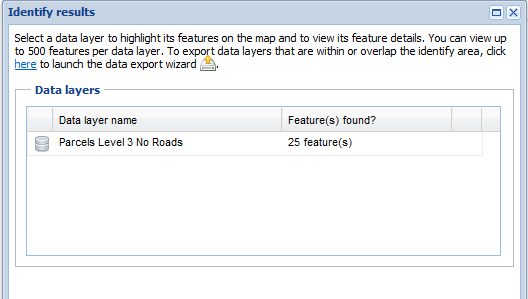 Identify results
Select a data layer to highlight its features on the map and to view its feature details. You can view up
to 500 features per data layer. To export data layers that are within or overlap the identify area, click
here to launch the data export wizard .
Data layers
Data layer name Feature(s) found?
Parcels Level 3 No Roads 25 feature(s)